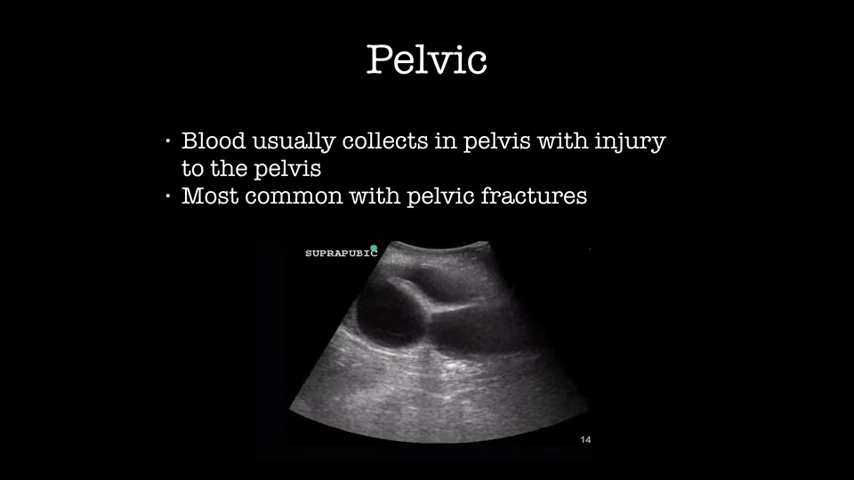 Pelvic
· Blood usually collects in pelvis with injury
to the pelvis
· Most common with pelvic fractures
SUPRAPUBIC
14